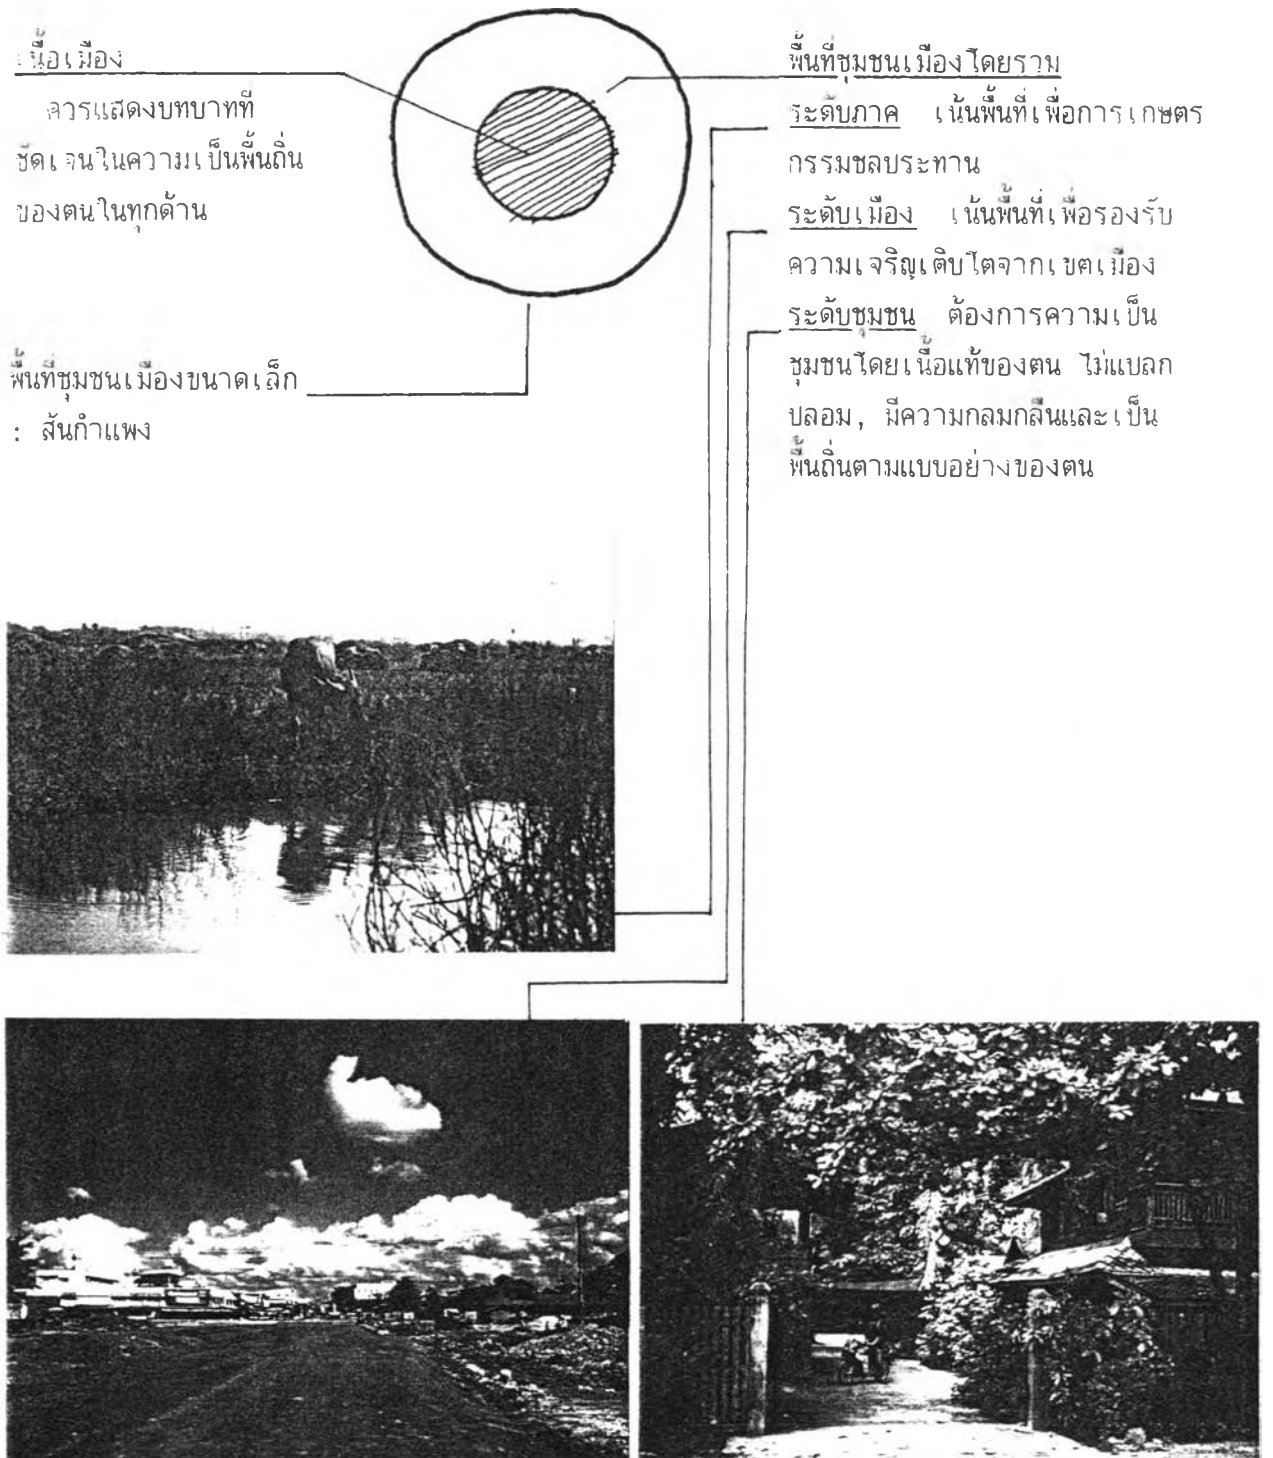 เนื้อเมือง
ควรแสดงบทบาทที่
ชัดเจนในความเป็นพื้นถิ่น
ของตนในทุกด้าน
พื้นที่ชุมชนเมืองขนาดเล็ก
: สันกำแพง
พื้นที่ชุมชนเมืองโดยรวม
ระดับภาค เน้นพื้นที่เพื่อการเกษตร
กรรมชลประทาน
ระดับเมือง เน้นพื้นที่เพื่อรองรับ
ความเจริญเติบโตจากเขตเมือง
ระดับชุมชน ต้องการความเป็น
ชุมชนโดยเนื้อแท้ของตน ไม่แปลก
ปลอม, มีความกลมกลืนและเป็น
พื้นถิ่นตามแบบอย่างของตน